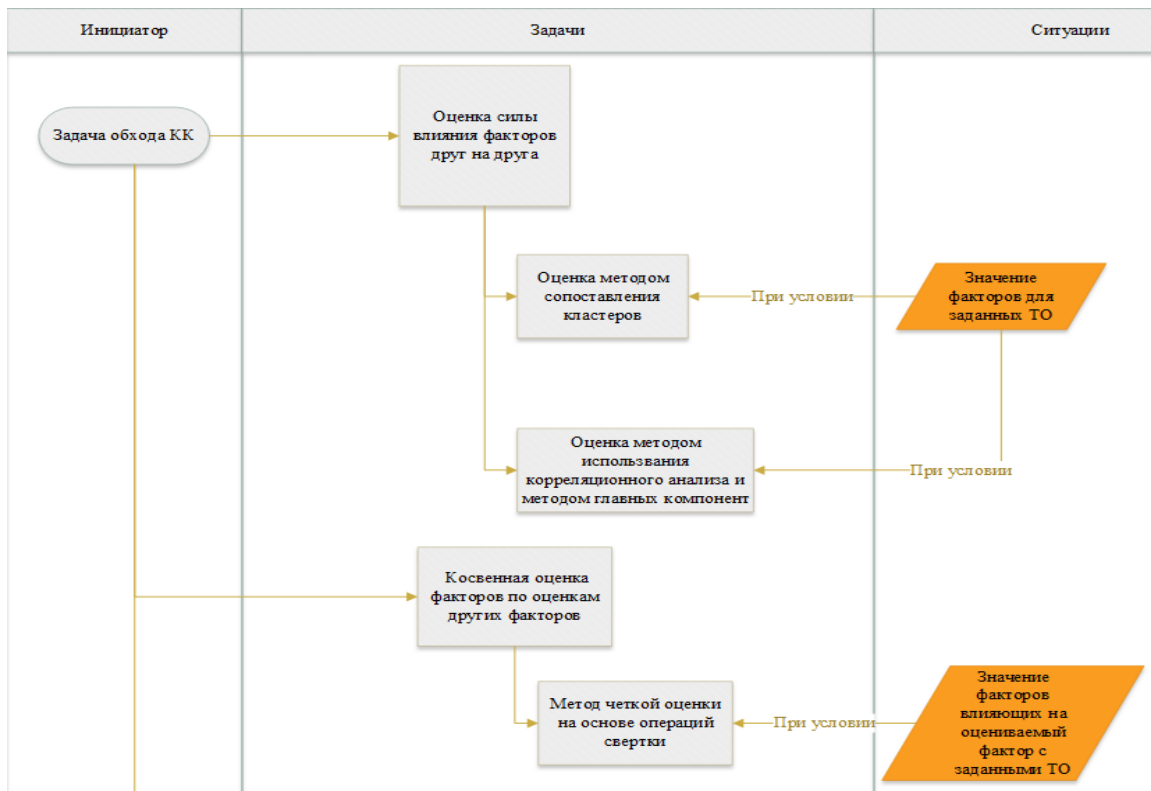 Инициатор
Задачи
Ситуации
Задача обхода КК
Оценка силы
влияния факторов
друг на друга
Оценка методом
сопоставления
кластеров
При условии
Значение
факторов для
заданных ТО
Оценка методом
использвания
корреляционного анализа и
методом главных компонент
При условии
Косвенная оценка
факторов по оценкам
других факторов
Метод четкой оценки
на основе операций
свертки
При условии
Значение
факторов
влияющих на
оцениваемый
фактор с
заданными ТО